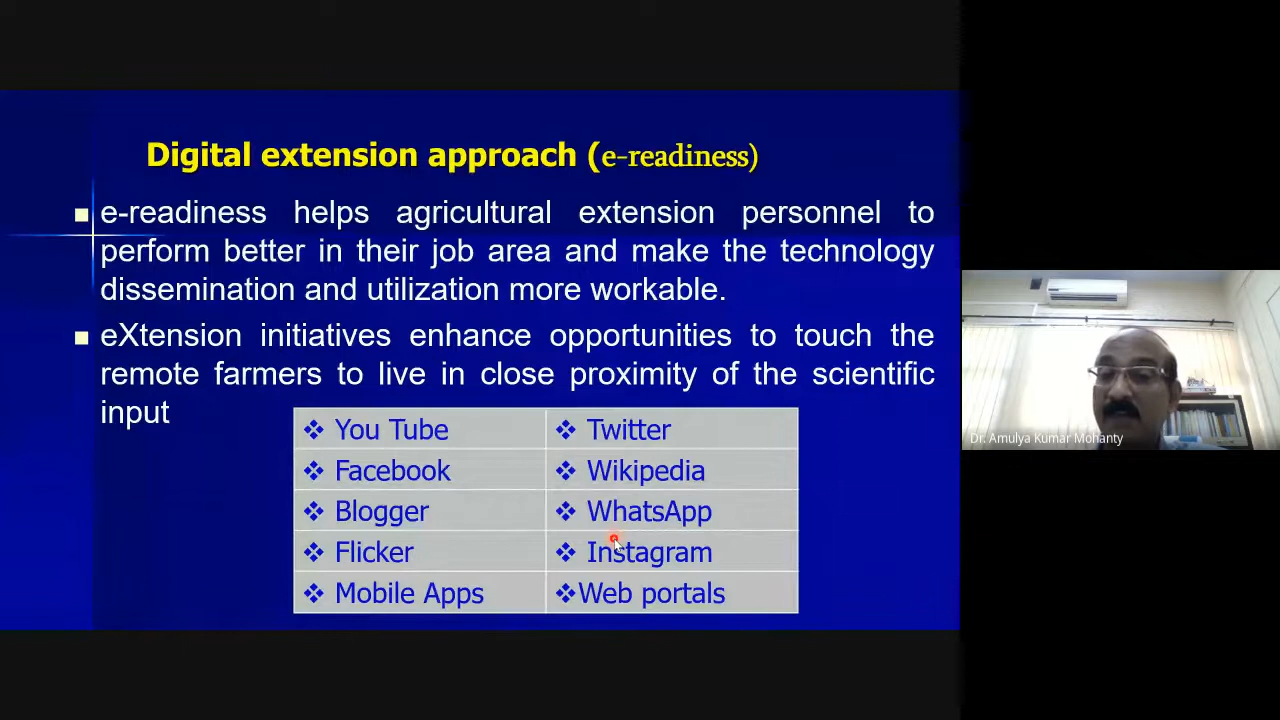 Digital extension approach (e-readiness)
▪ e-readiness helps agricultural extension personnel to
perform better in their job area and make the technology
dissemination and utilization more workable.
▪ eXtension initiatives enhance opportunities to touch the
remote farmers to live in close proximity of the scientific
input
❖ You Tube ❖ Twitter
❖ Facebook ❖ Wikipedia
❖ Blogger ❖ WhatsApp
❖ Flicker ❖ Instagram
❖ Mobile Apps ❖Web portals
Dr. Amulya Kumar Mohanty